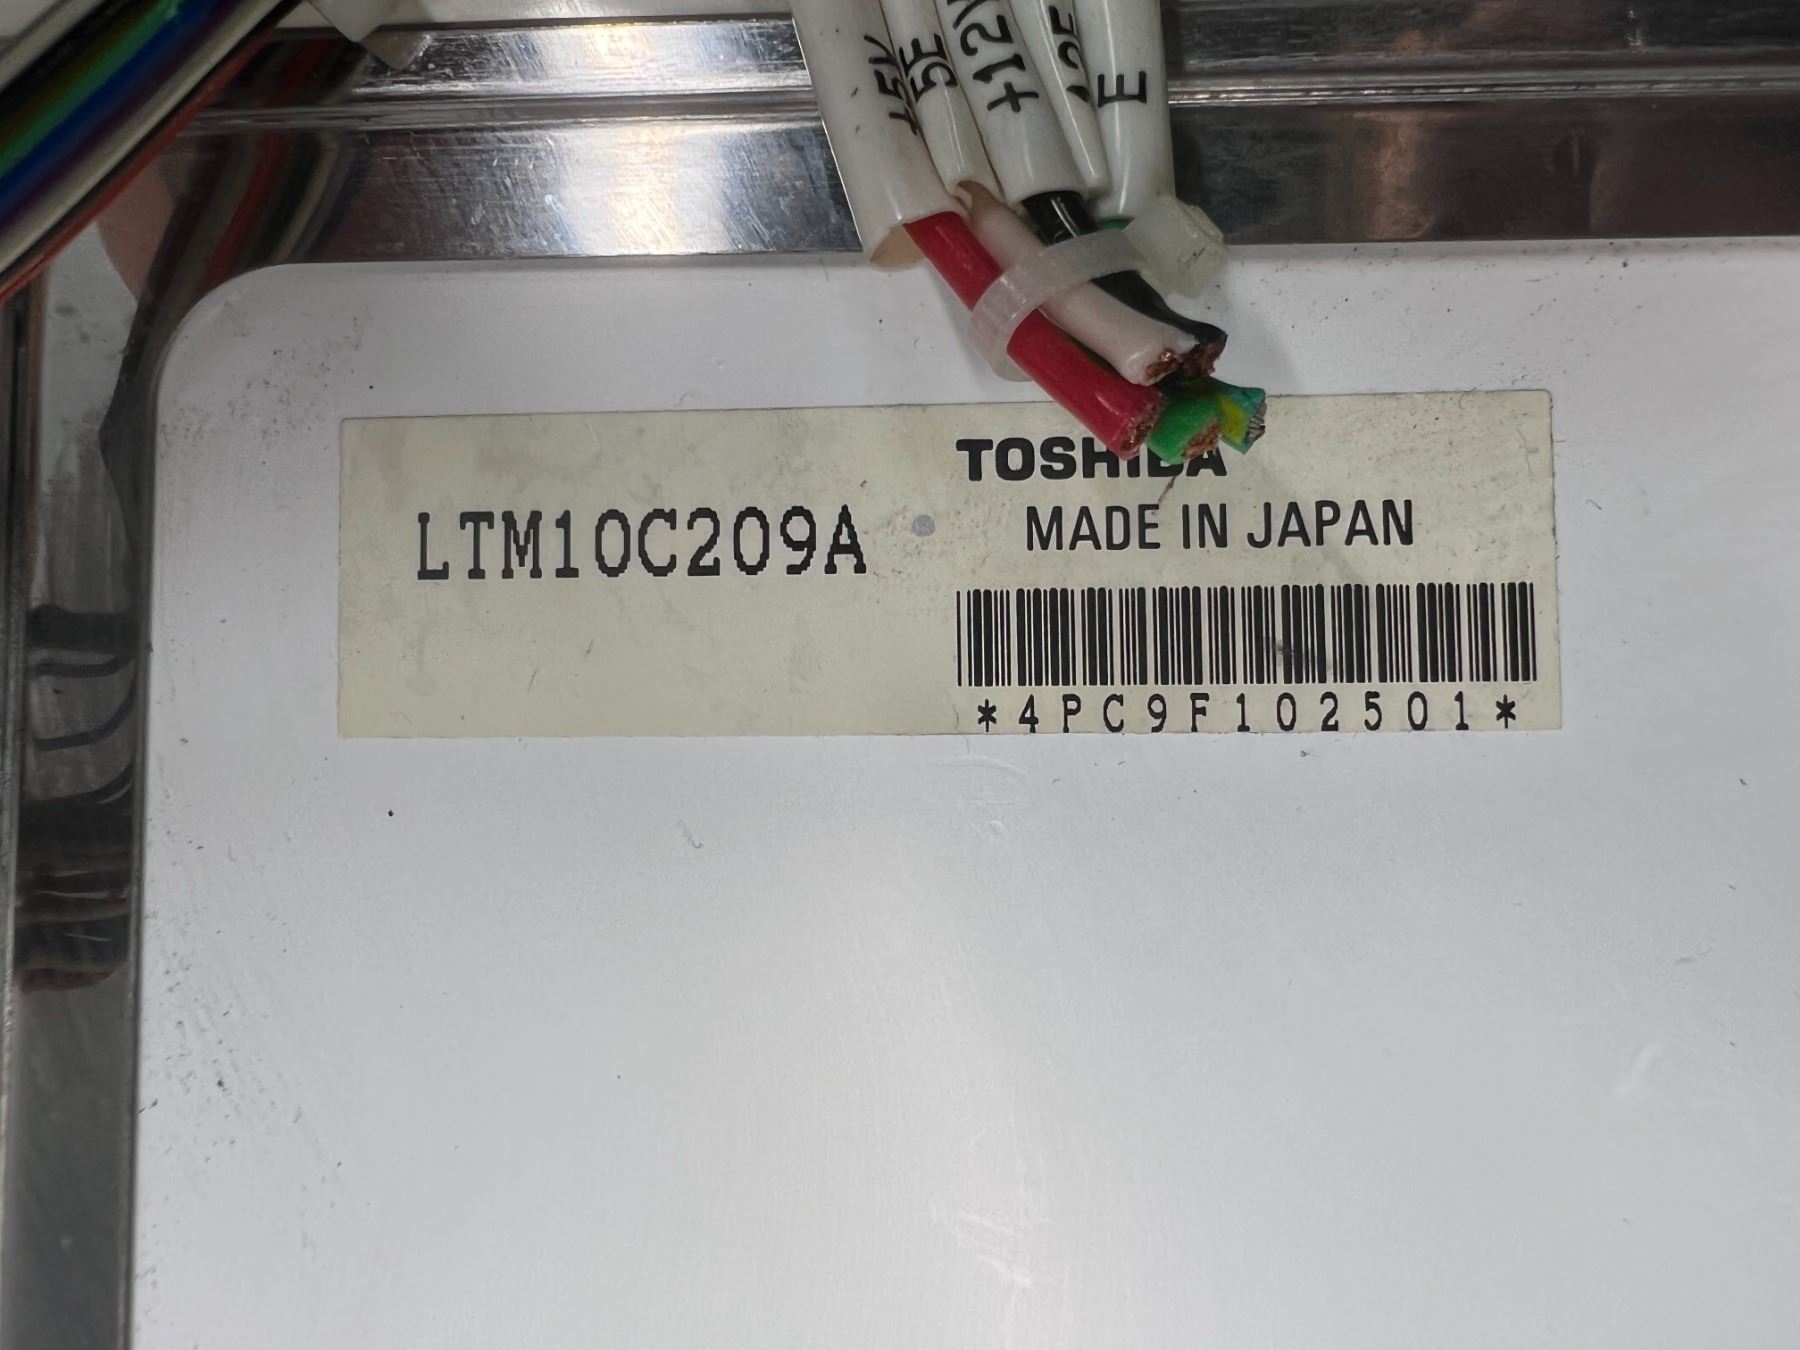 +5V
5E
+12V
12E
E
TOSHIBA
LTM10C209A
MADE IN JAPAN
*4PC9F102501*